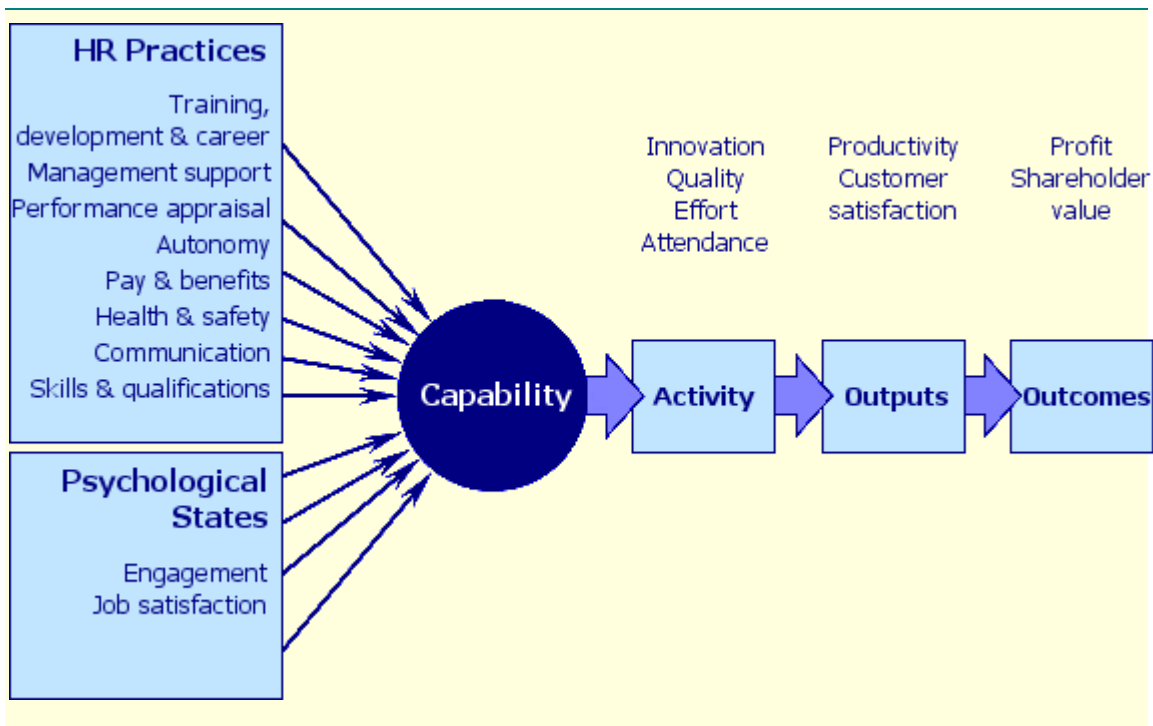 HR Practices
Training,
development & career
Management support
Performance appraisal
Autonomy
Pay & benefits
Health & safety
Communication
Skills & qualifications
Psychological
States
Engagement
Job satisfaction
Capability
Innovation
Quality
Effort
Attendance
Activity
Productivity
Customer
satisfaction
Outputs
Profit
Shareholder
value
Outcomes